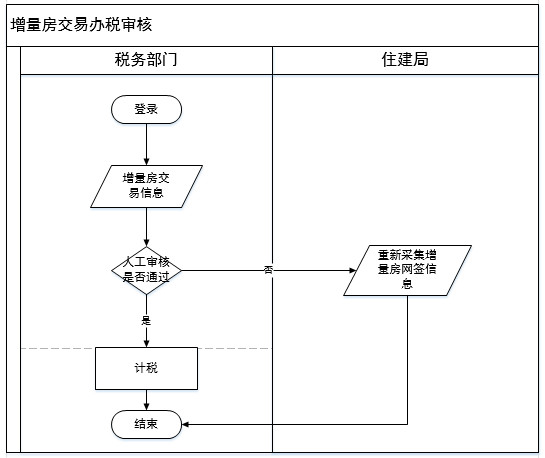 增量房交易办税审核
税务部门
住建局
登录
增量房交
易信息
人工审核
是否通过
否
重新采集增
量房网签信
息
是
计税
结束